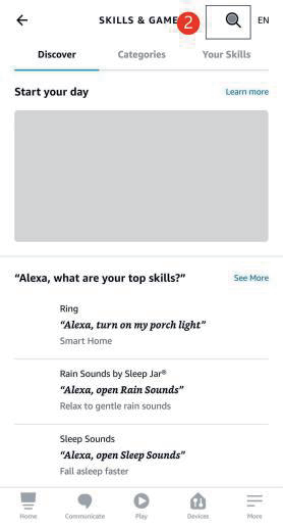 SKILLS & GAME 2 EN
Discover Categories Your Skills
Start your day Learn more
“Alexa, what are your top skills?” See More
Ring
“Alexa, turn on my porch light”
Smart Home
Rain Sounds by Sleep Jar®
“Alexa, open Rain Sounds”
Relax to gentle rain sounds
Sleep Sounds
“Alexa, open Sleep Sounds”
Fall asleep faster
Home Communicate Play Devices More